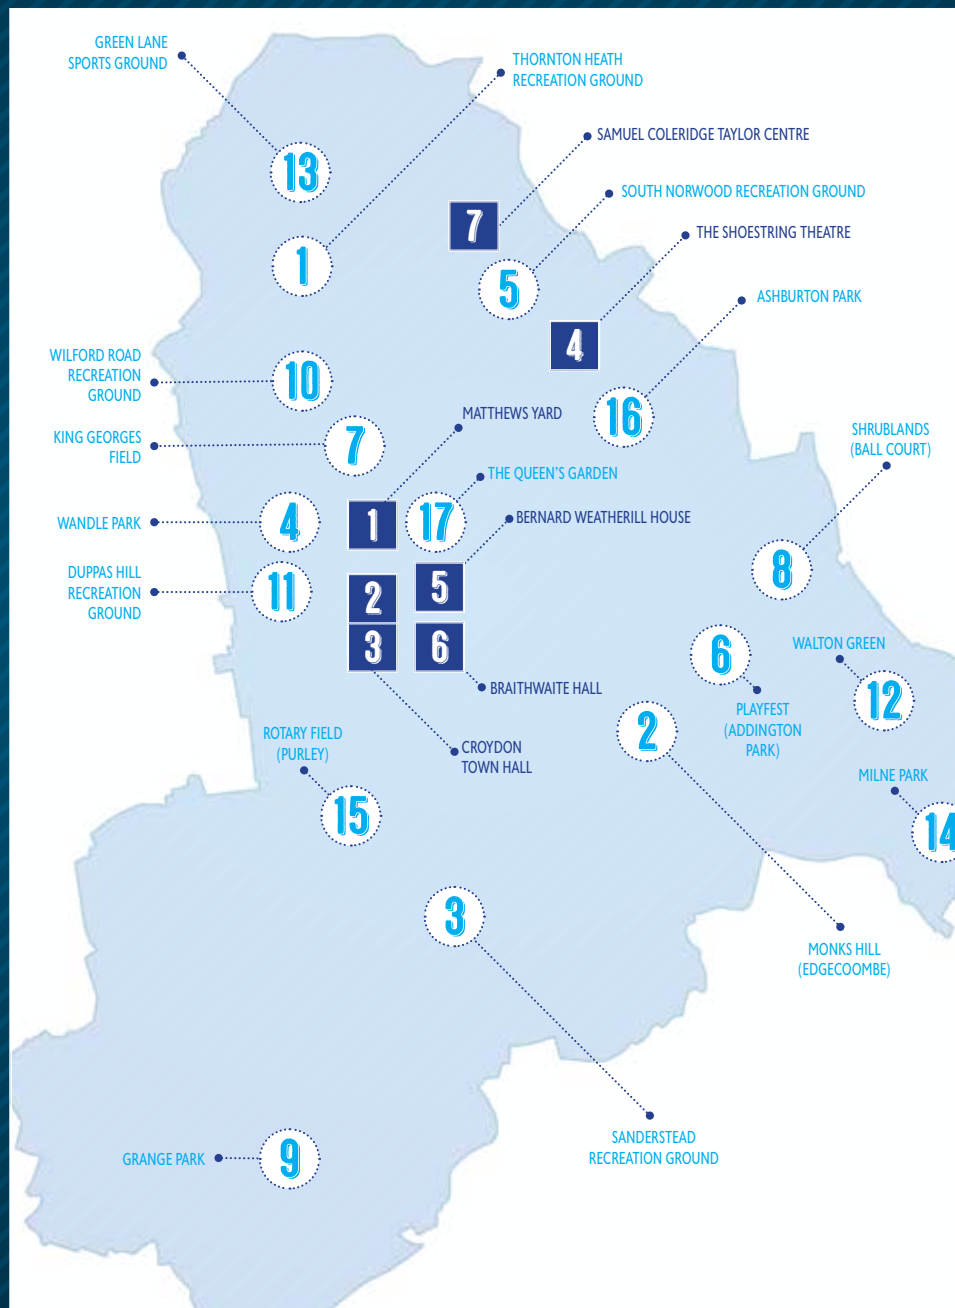 GREEN LANE
SPORTS GROUND
THORNTON HEATH
RECREATION GROUND
SAMUEL COLERIDGE TAYLOR CENTRE
13
SOUTH NORWOOD RECREATION GROUND
7
THE SHOESTRING THEATRE
1
5
ASHBURTON PARK
4
WILFORD ROAD
RECREATION
GROUND
10
MATTHEWS YARD
16
KING GEORGES
FIELD
7
SHRUBLANDS
(BALL COURT)
THE QUEEN'S GARDEN
WANDLE PARK
4
1
17
BERNARD WEATHERILL HOUSE
DUPPAS HILL
RECREATION
GROUND
11
2
5
8
3
6
6
WALTON GREEN
BRAITHWAITE HALL
12
PLAYFEST
(ADDINGTON
PARK)
2
ROTARY FIELD
(PURLEY)
CROYDON
TOWN HALL
MILNE PARK
15
14
3
MONKS HILL
(EDGECOOMBE)
SANDERSTEAD
RECREATION GROUND
GRANGE PARK
9